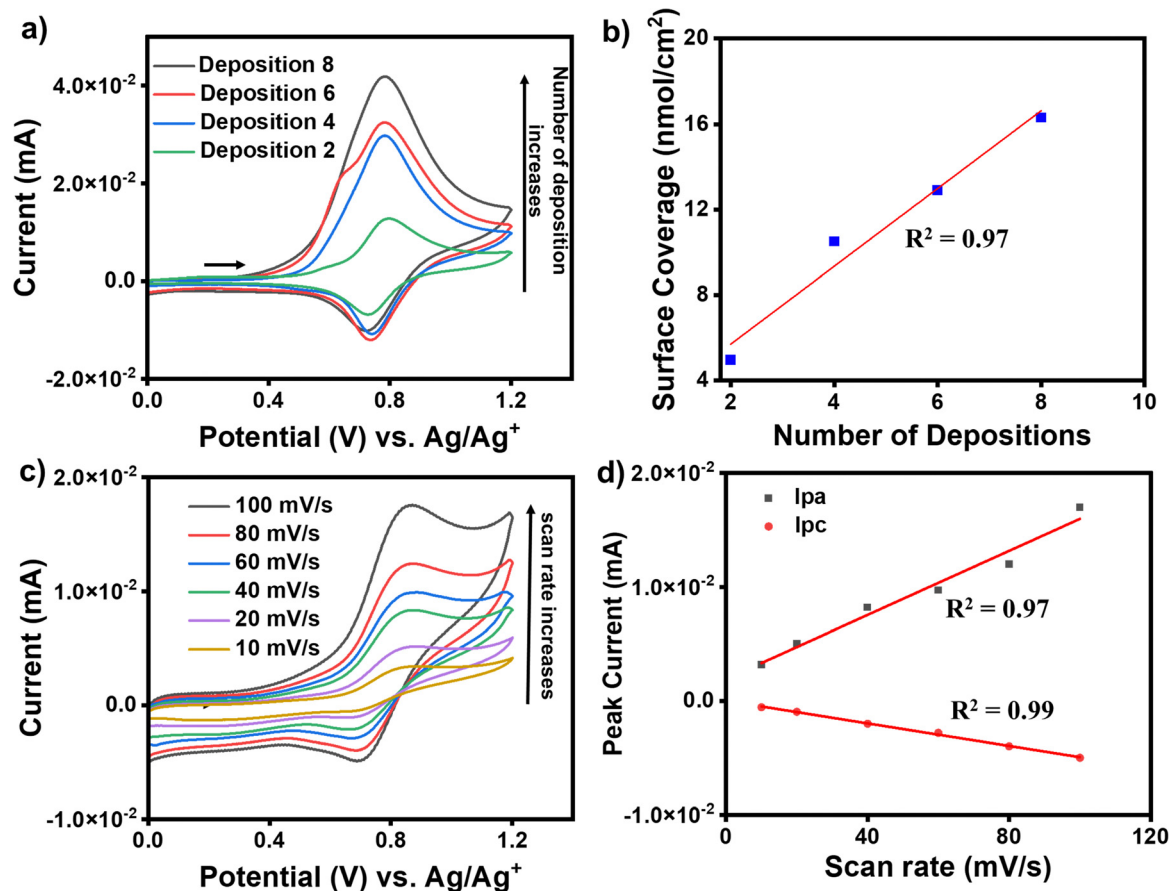 a)
Deposition 8
Deposition 6
Deposition 4
Deposition 2
Number of deposition
increases
4.0×10⁻²
2.0×10⁻²
0.0
-2.0×10⁻²
Current (mA)
0.0 0.4 0.8 1.2
Potential (V) vs. Ag/Ag⁺
b)
20
16
12
8
4
Surface Coverage (nmol/cm²)
R² = 0.97
2 4 6 8 10
Number of Depositions
c)
100 mV/s
80 mV/s
60 mV/s
40 mV/s
20 mV/s
10 mV/s
scan rate increases
2.0×10⁻²
1.0×10⁻²
0.0
-1.0×10⁻²
Current (mA)
0.0 0.4 0.8 1.2
Potential (V) vs. Ag/Ag⁺
d)
Ipa
Ipc
2.0×10⁻²
1.0×10⁻²
0.0
-1.0×10⁻²
Peak Current (mA)
R² = 0.97
R² = 0.99
0 40 80 120
Scan rate (mV/s)